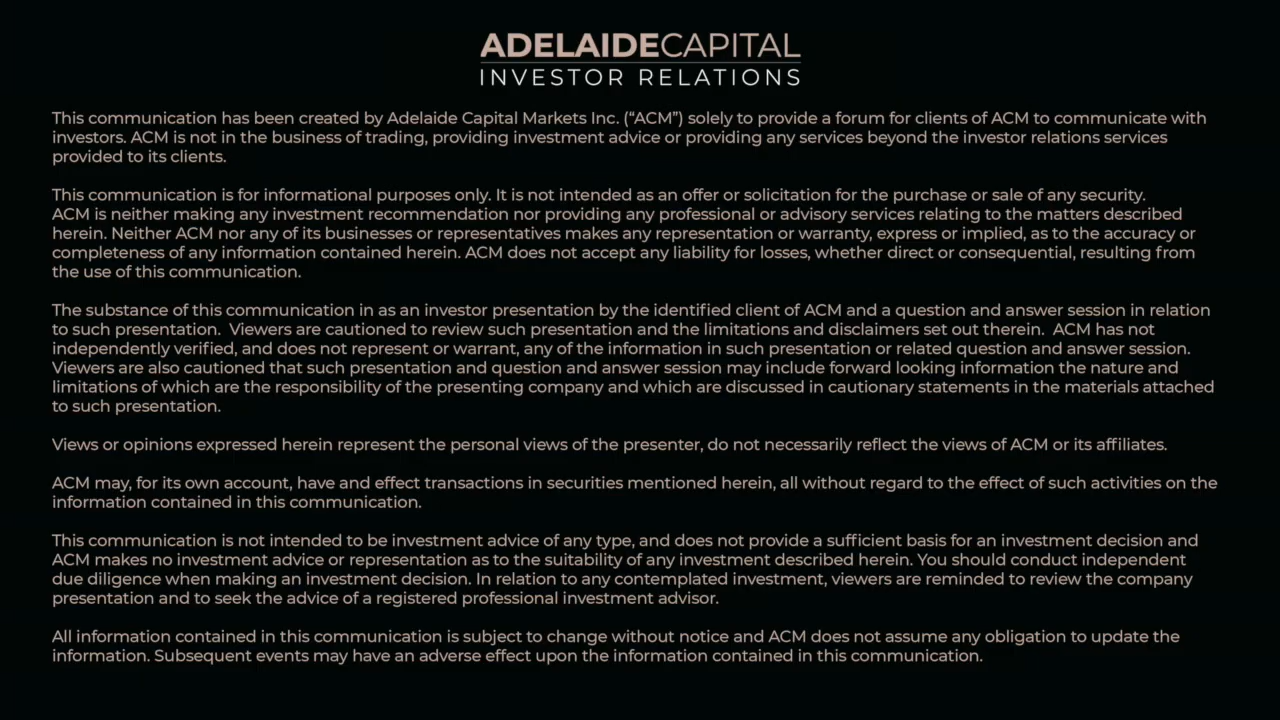 ADELAIDECAPITAL
INVESTOR RELATIONS
This communication has been created by Adelaide Capital Markets Inc. (“ACM”) solely to provide a forum for clients of ACM to communicate with
investors. ACM is not in the business of trading, providing investment advice or providing any services beyond the investor relations services
provided to its clients.
This communication is for informational purposes only. It is not intended as an offer or solicitation for the purchase or sale of any security.
ACM is neither making any investment recommendation nor providing any professional or advisory services relating to the matters described
herein. Neither ACM nor any of its businesses or representatives makes any representation or warranty, express or implied, as to the accuracy or
completeness of any information contained herein. ACM does not accept any liability for losses, whether direct or consequential, resulting from
the use of this communication.
The substance of this communication in as an investor presentation by the identified client of ACM and a question and answer session in relation
to such presentation.  Viewers are cautioned to review such presentation and the limitations and disclaimers set out therein.  ACM has not
independently verified, and does not represent or warrant, any of the information in such presentation or related question and answer session.
Viewers are also cautioned that such presentation and question and answer session may include forward looking information the nature and
limitations of which are the responsibility of the presenting company and which are discussed in cautionary statements in the materials attached
to such presentation.
Views or opinions expressed herein represent the personal views of the presenter, do not necessarily reflect the views of ACM or its affiliates.
ACM may, for its own account, have and effect transactions in securities mentioned herein, all without regard to the effect of such activities on the
information contained in this communication.
This communication is not intended to be investment advice of any type, and does not provide a sufficient basis for an investment decision and
ACM makes no investment advice or representation as to the suitability of any investment described herein. You should conduct independent
due diligence when making an investment decision. In relation to any contemplated investment, viewers are reminded to review the company
presentation and to seek the advice of a registered professional investment advisor.
All information contained in this communication is subject to change without notice and ACM does not assume any obligation to update the
information. Subsequent events may have an adverse effect upon the information contained in this communication.